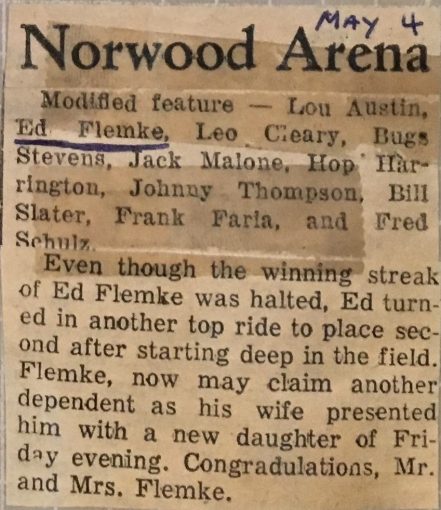 MAY 4
Norwood Arena
Modified feature — Lou Austin,
Ed Flemke, Leo Cleary, Bugs
Stevens, Jack Malone, Hop Har-
rington, Johnny Thompson, Bill
Slater, Frank Faria, and Fred
Schulz.
Even though the winning streak
of Ed Flemke was halted, Ed turn-
ed in another top ride to place sec-
ond after starting deep in the field.
Flemke, now may claim another
dependent as his wife presented
him with a new daughter of Fri-
day evening. Congradulations, Mr.
and Mrs. Flemke.